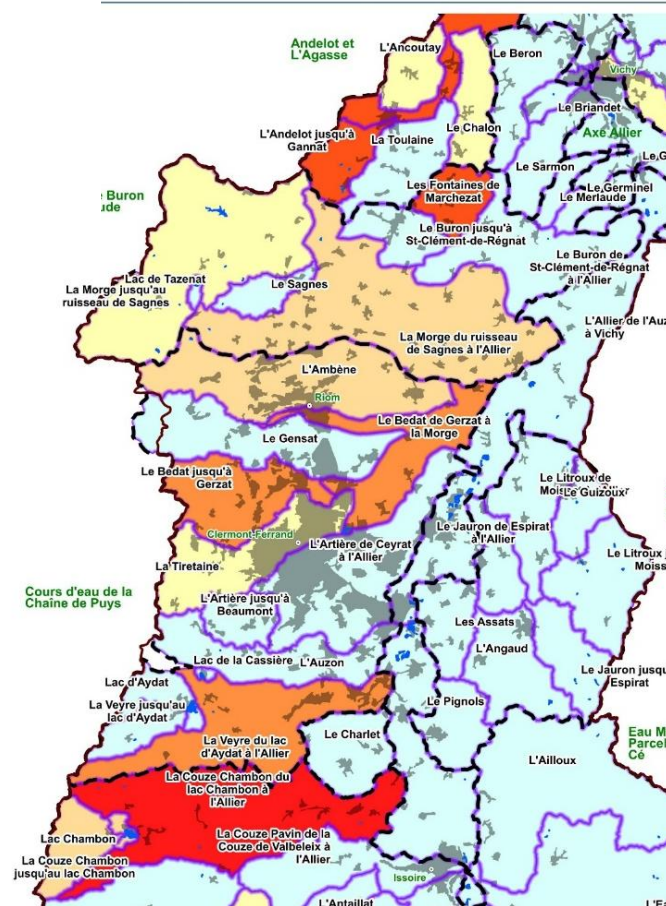 Andelot et
L'Agasse
L'Ancoutay
Le Beron
Vichy
Le Briandet
Axe Allier
L'Andelot jusqu'à
Gannat
La Toulaine
Le Chalon
Le Sarmon
Le G
Le Germinel
Le Merlaude
Les Fontaines de
Marchezat
Buron
ude
Le Buron jusqu'à
St-Clément-de-Régnat
Le Buron de
St-Clément-de-Régnat
à l'Allier
Lac de Tazenat
La Morge jusqu'au
ruisseau de Sagnes
Le Sagnes
L'Allier de l'Auz
à Vichy
La Morge du ruisseau
de Sagnes à l'Allier
L'Ambène
Riom
Le Bedat de Gerzat à
la Morge
Le Gensat
Le Bedat jusqu'à
Gerzat
Le Litroux de
Le Guizoux
Clermont-Ferrand
L'Artière de Ceyrat
à l'Allier
Le Jauron de Espirat
à l'Allier
La Tiretaine
Le Litroux j
Moiss
Cours d'eau de la
Chaîne de Puys
L'Artière jusqu'à
Beaumont
Les Assats
L'Angaud
Lac de la Cassière
L'Auzon
Le Jauron jusqu
Espirat
Lac d'Aydat
La Veyre jusqu'au
lac d'Aydat
Le Pignols
La Veyre du lac
d'Aydat à l'Allier
Le Charlet
Eau M
Parcel
Cé
L'Ailloux
La Couze Chambon du
lac Chambon à
l'Allier
Lac Chambon
La Couze Chambon
jusqu'au lac Chambon
La Couze Pavin de la
Couze de Valbeleix à
l'Allier
Issoire
L'Antaillat
L'Ea